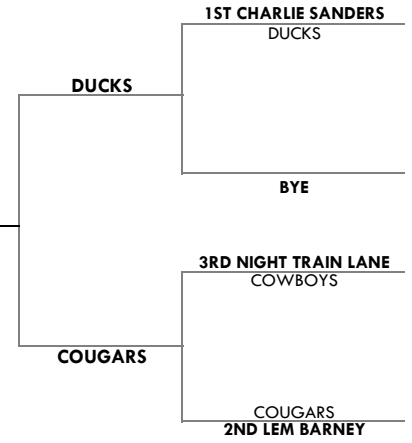 1ST CHARLIE SANDERS
DUCKS
DUCKS
BYE
3RD NIGHT TRAIN LANE
COWBOYS
COUGARS
COUGARS
2ND LEM BARNEY